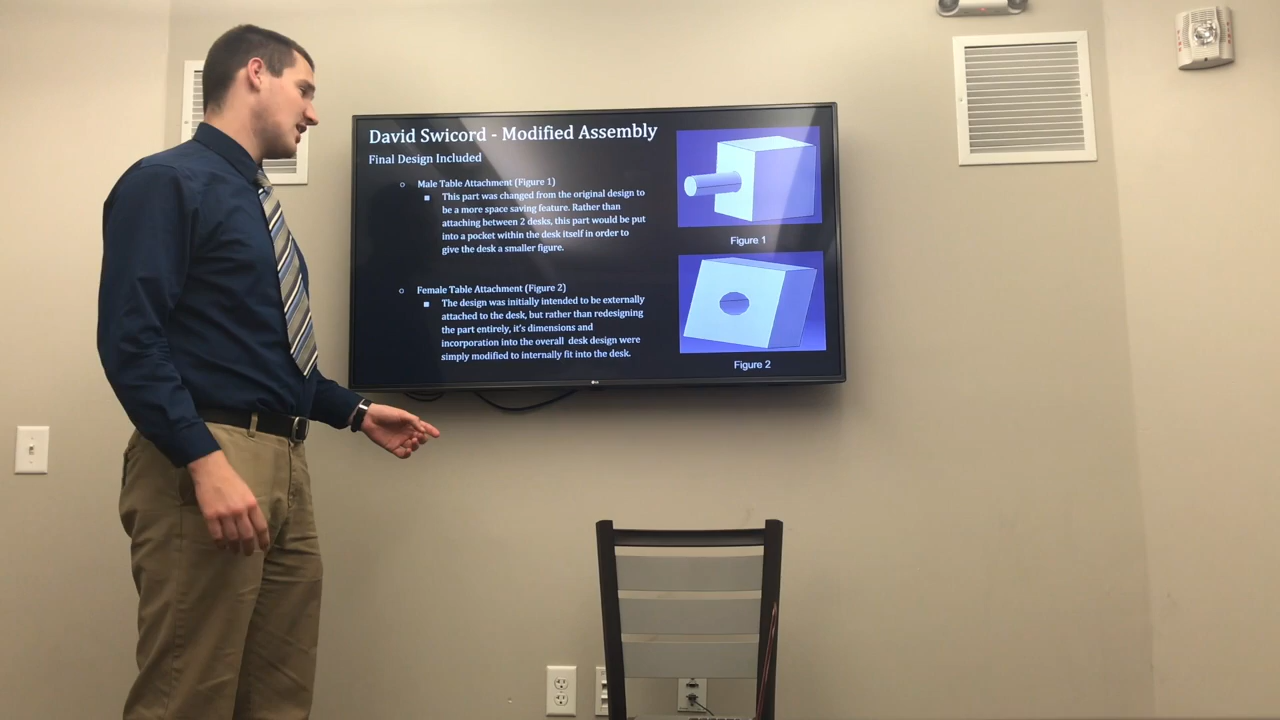 David Swicord - Modified Assembly
Final Design Included
Male Table Attachment (Figure 1)
This part was changed from the original design to
be a more space saving feature. Rather than
attaching between 2 desks, this part would be put
into a pocket within the desk itself in order to
give the desk a smaller figure.
Figure 1
Female Table Attachment (Figure 2)
The design was initially intended to be externally
attached to the desk, but rather than redesigning
the part entirely, it's dimensions and
incorporation into the overall desk design were
simply modified to internally fit into the desk.
Figure 2
LG